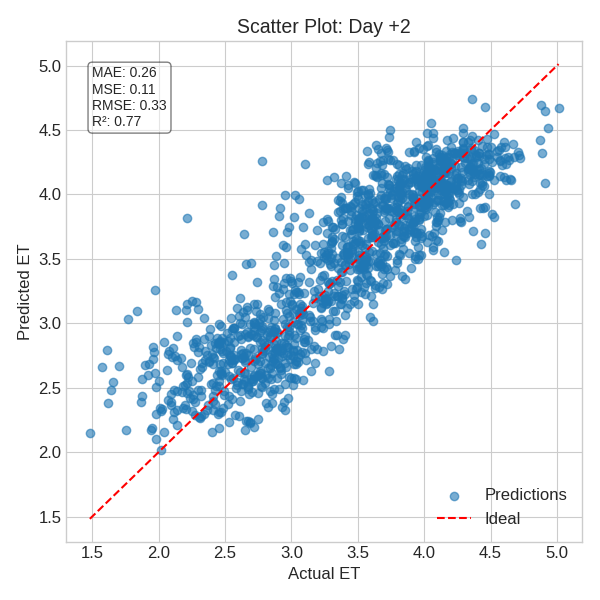 Scatter Plot: Day +2
MAE: 0.26
MSE: 0.11
RMSE: 0.33
R²: 0.77
Predicted ET
5.0
4.5
4.0
3.5
3.0
2.5
2.0
1.5
Predictions
Ideal
1.5 2.0 2.5 3.0 3.5 4.0 4.5 5.0
Actual ET